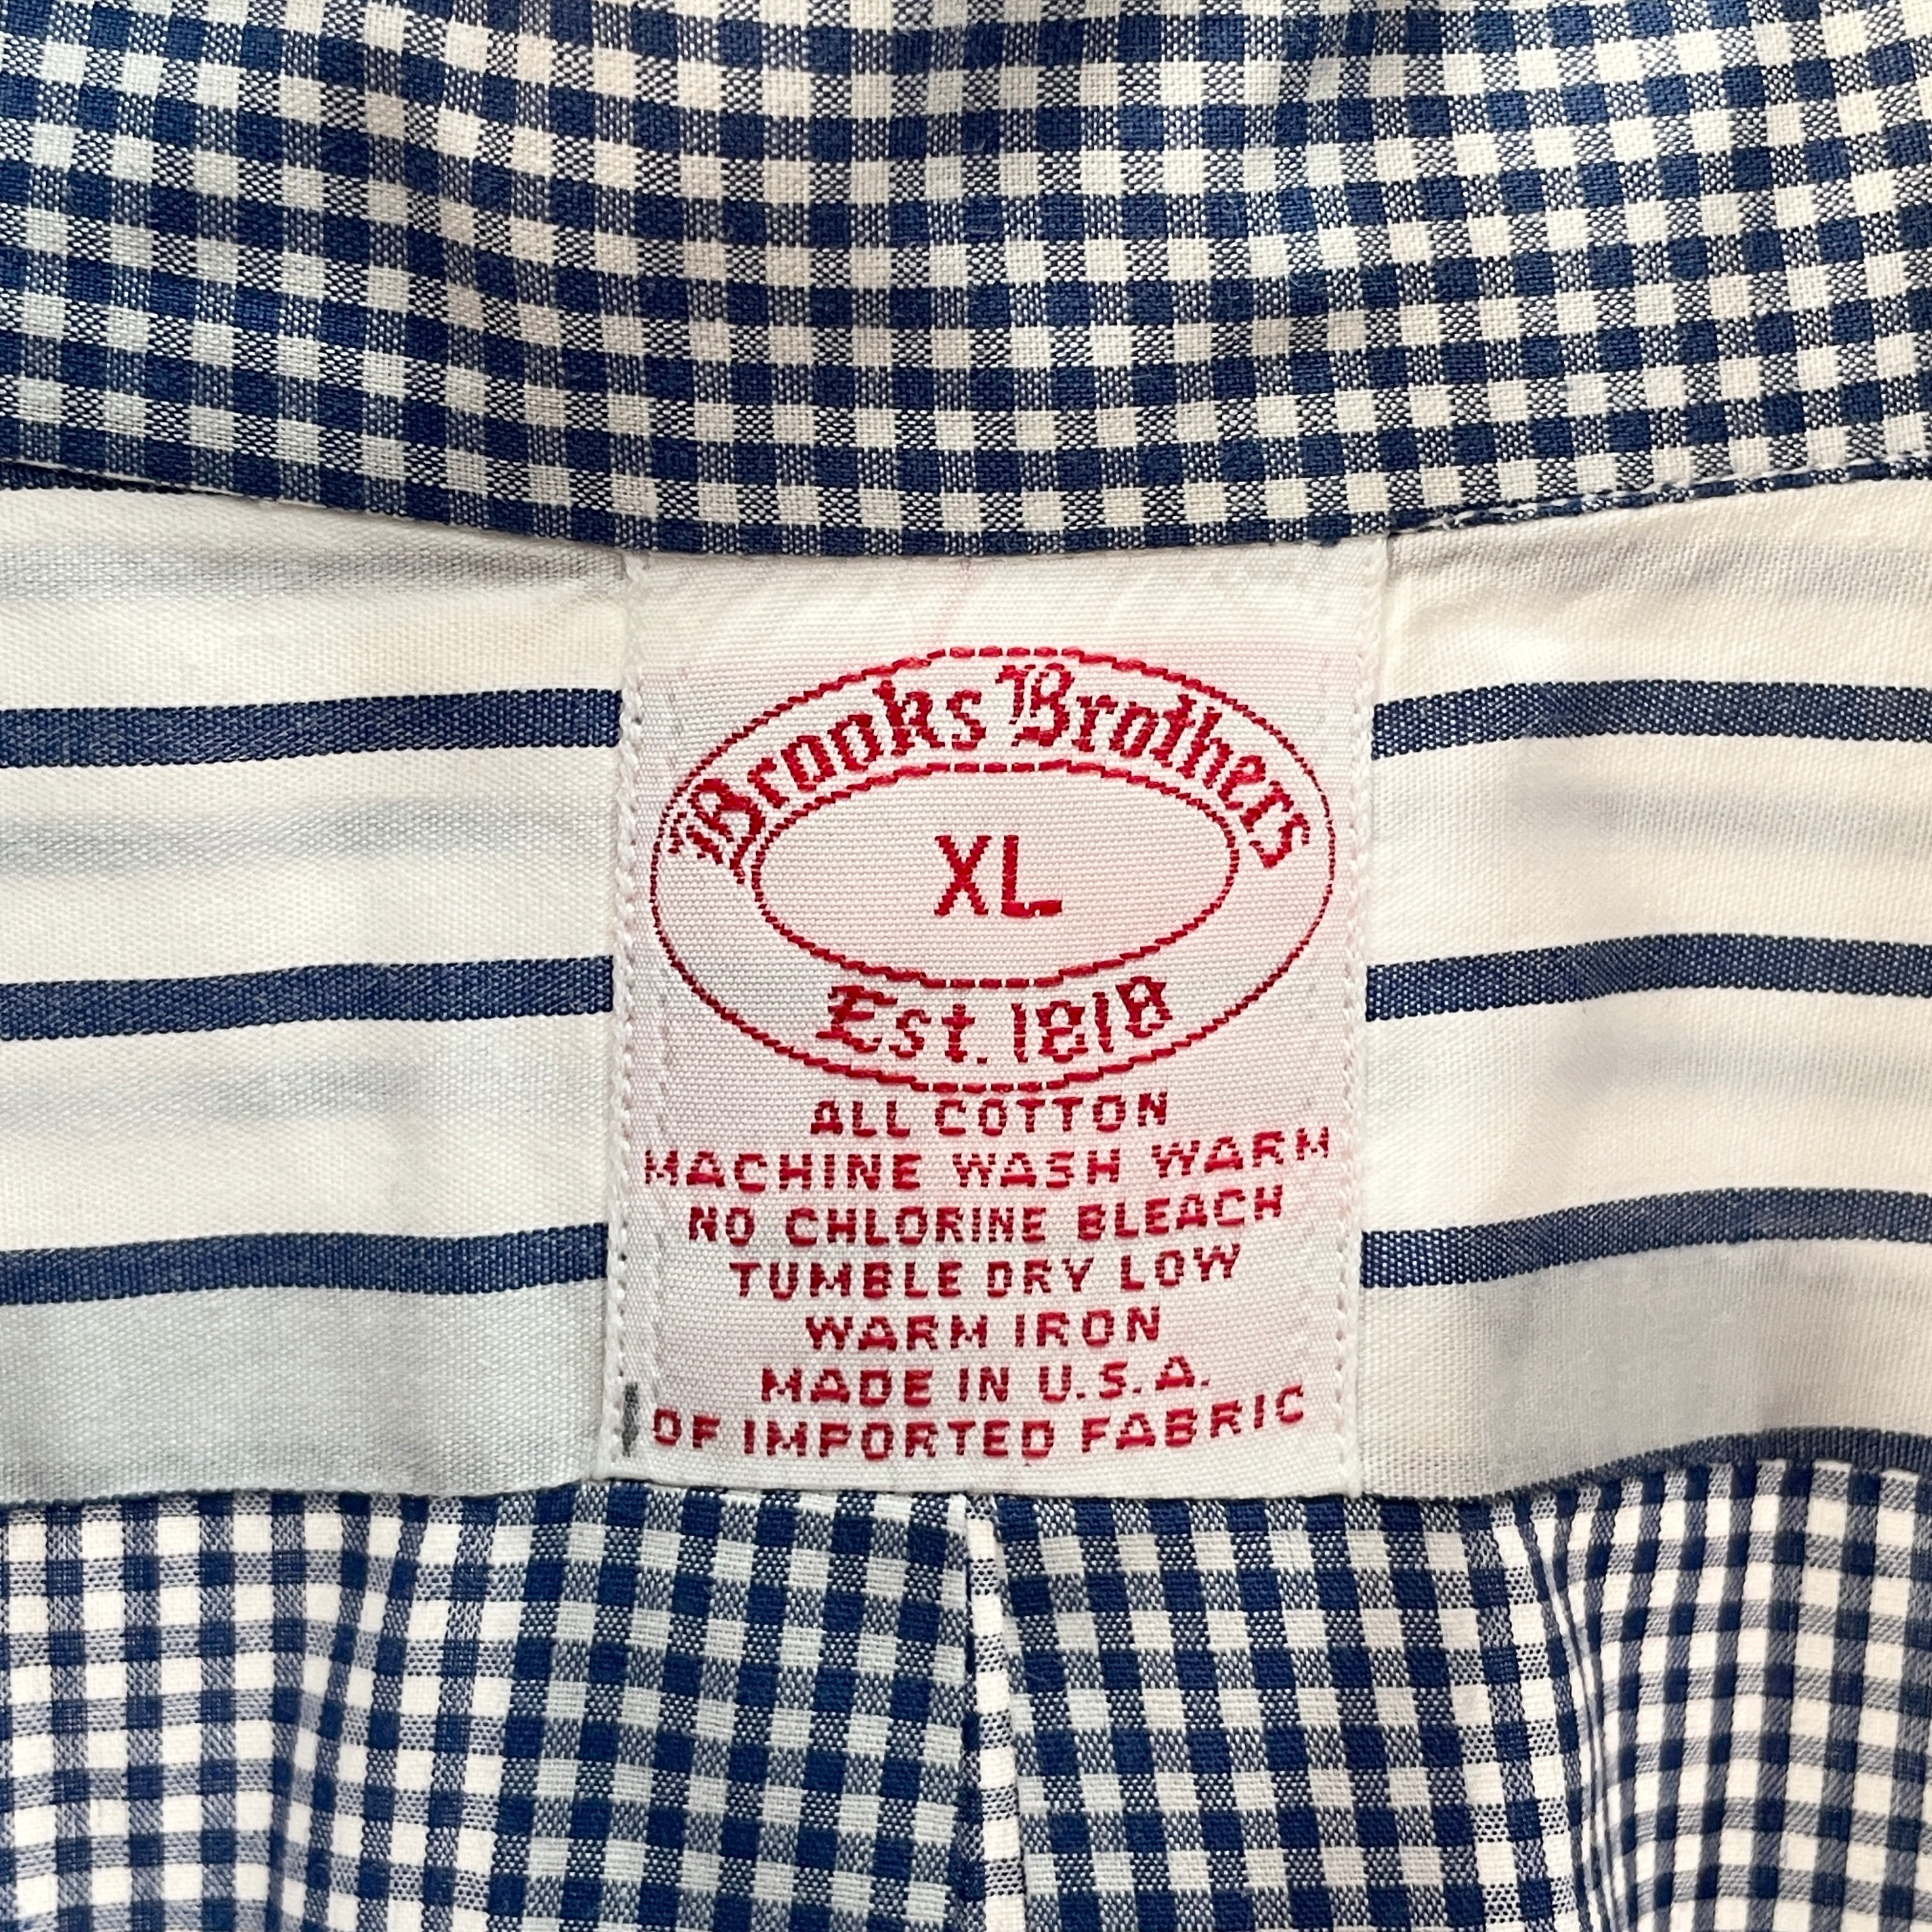 Brooks Brothers
XL
Est. 1818
ALL COTTON
MACHINE WASH WARM
NO CHLORINE BLEACH
TUMBLE DRY LOW
WARM IRON
MADE IN U.S.A.
OF IMPORTED FABRIC